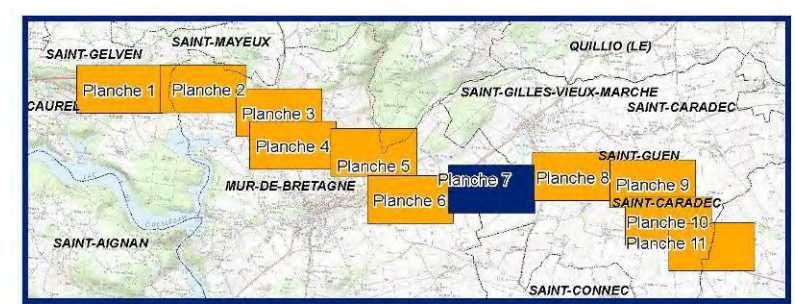 SAINT-MAYEUX
QUILLIO (LE)
SAINT-GELVEN
Planche 1
Planche 2
SAINT-GILLES-VIEUX-MARCHE
CAUREL
Planche 3
SAINT-CARADEC
Planche 4
SAINT-GUEN
Planche 5
Planche 7
Planche 8
MUR-DE-BRETAGNE
Planche 9
Planche 6
SAINT-CARADEC
Planche 10
SAINT-AIGNAN
Planche 11
SAINT-CONNEC